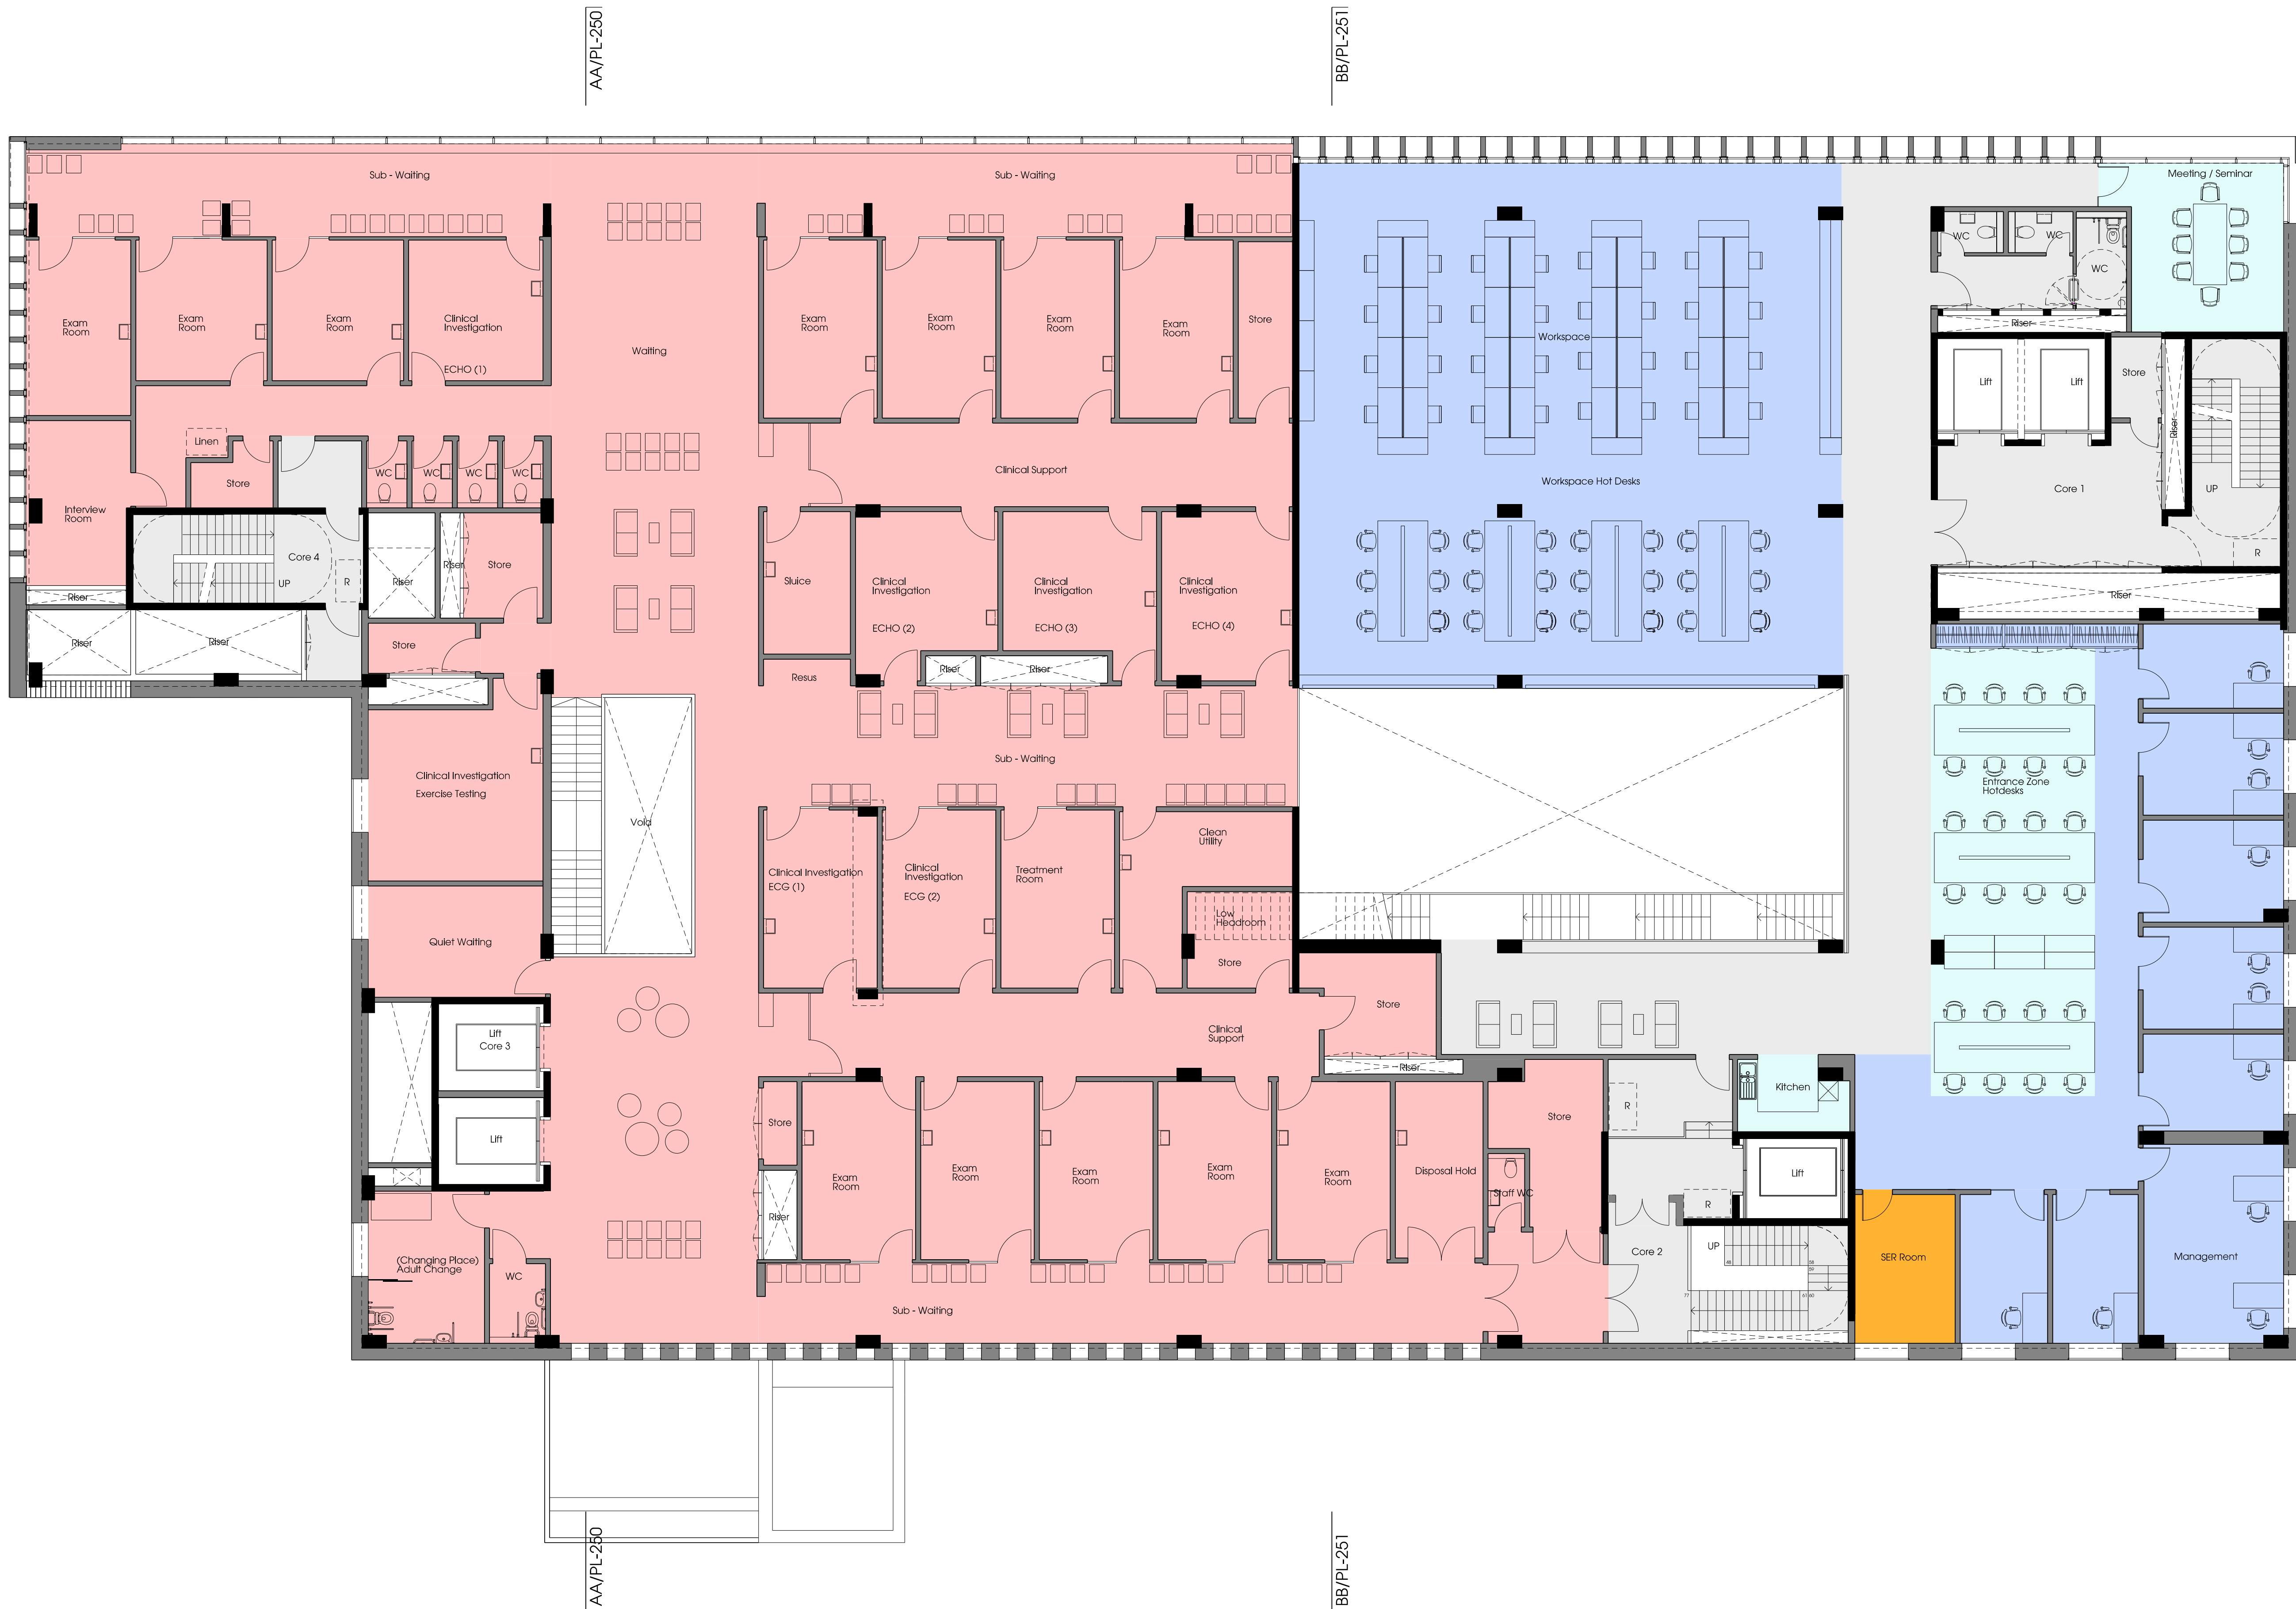 AA/PL-250
BB/PL-251
Sub - Waiting
Sub - Waiting
Meeting / Seminar
WC
WC
WC
Riser
Exam
Room
Exam
Room
Exam
Room
Clinical
Investigation
ECHO (1)
Waiting
Exam
Room
Exam
Room
Exam
Room
Exam
Room
Store
Workspace
Lift
Lift
Store
Riser
Linen
Store
WC
WC
WC
WC
Clinical Support
Workspace Hot Desks
Core 1
UP
R
Interview
Room
Core 4
UP
R
Riser
Riser
Store
Sluice
Clinical
Investigation
ECHO (2)
Clinical
Investigation
ECHO (3)
Clinical
Investigation
ECHO (4)
Riser
Riser
Riser
Riser
Store
Resus
Riser
Riser
Clinical Investigation
Exercise Testing
Sub - Waiting
Entrance Zone
Hotdesks
Void
Clinical Investigation
ECG (1)
Clinical
Investigation
ECG (2)
Treatment
Room
Clean
Utility
Low
Headroom
Store
Quiet Waiting
Store
Lift
Core 3
Clinical
Support
Riser
Kitchen
Lift
Store
Exam
Room
Exam
Room
Exam
Room
Exam
Room
Exam
Room
Disposal Hold
Store
Staff WC
R
Lift
R
Riser
(Changing Place)
Adult Change
WC
Sub - Waiting
Core 2
UP
68
58
59
77
61
60
SER Room
Management
AA/PL-250
BB/PL-251